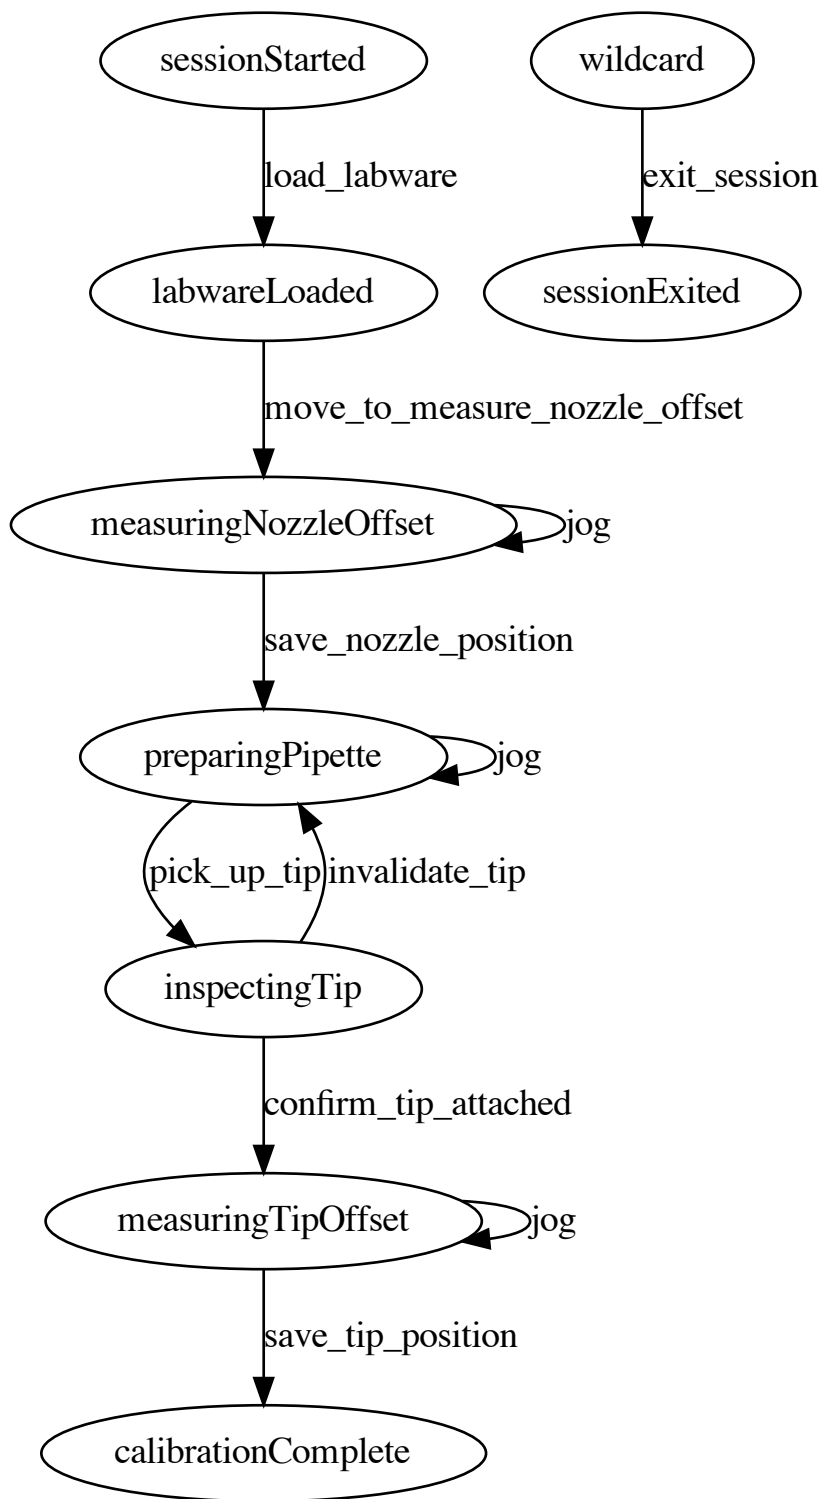 sessionStarted
wildcard
load_labware
exit_session
labwareLoaded
sessionExited
move_to_measure_nozzle_offset
measuringNozzleOffset
jog
save_nozzle_position
preparingPipette
jog
pick_up_tip
invalidate_tip
inspectingTip
confirm_tip_attached
measuringTipOffset
jog
save_tip_position
calibrationComplete